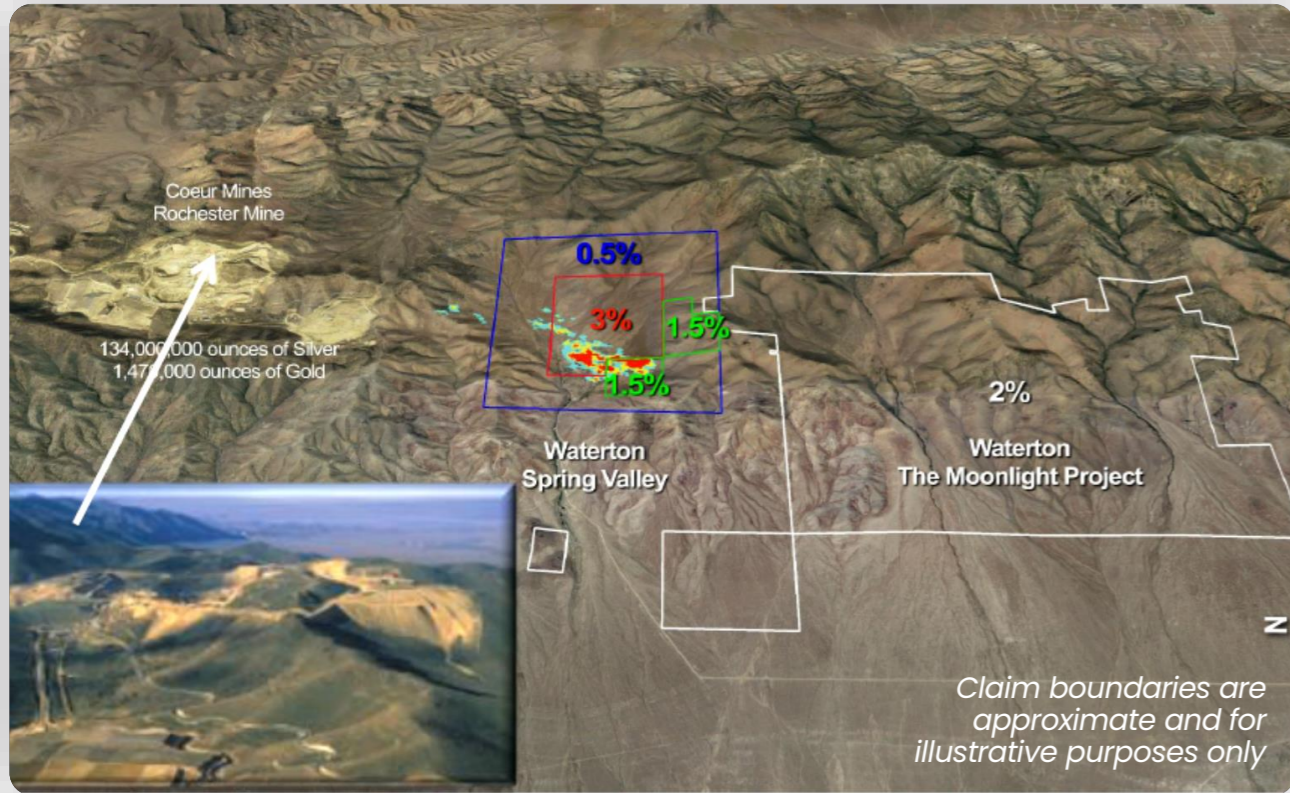 Coeur Mines
Rochester Mine
134,000,000 ounces of Silver
ounces of Gold
0.5%
3%
1.5%
1.5%
Waterton
Spring Valley
2%
Waterton
The Moonlight Project
N
Claim boundaries are
approximate and for
illustrative purposes only